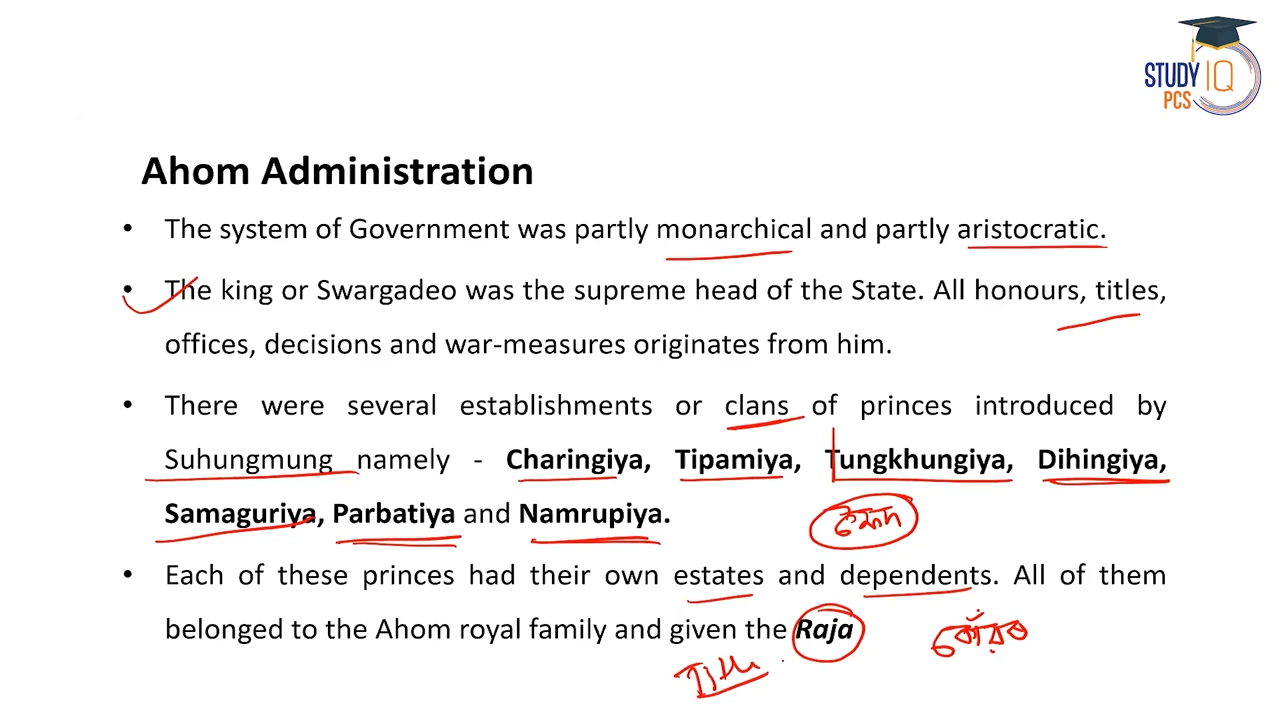 STUDY IQ
PCS
Ahom Administration
• The system of Government was partly monarchical and partly aristocratic.
• The king or Swargadeo was the supreme head of the State. All honours, titles,
offices, decisions and war-measures originates from him.
• There were several establishments or clans of princes introduced by
Suhungmung namely - Charingiya, Tipamiya, Tungkhungiya, Dihingiya,
Samaguriya, Parbatiya and Namrupiya.
• Each of these princes had their own estates and dependents. All of them
belonged to the Ahom royal family and given the Raja
Title